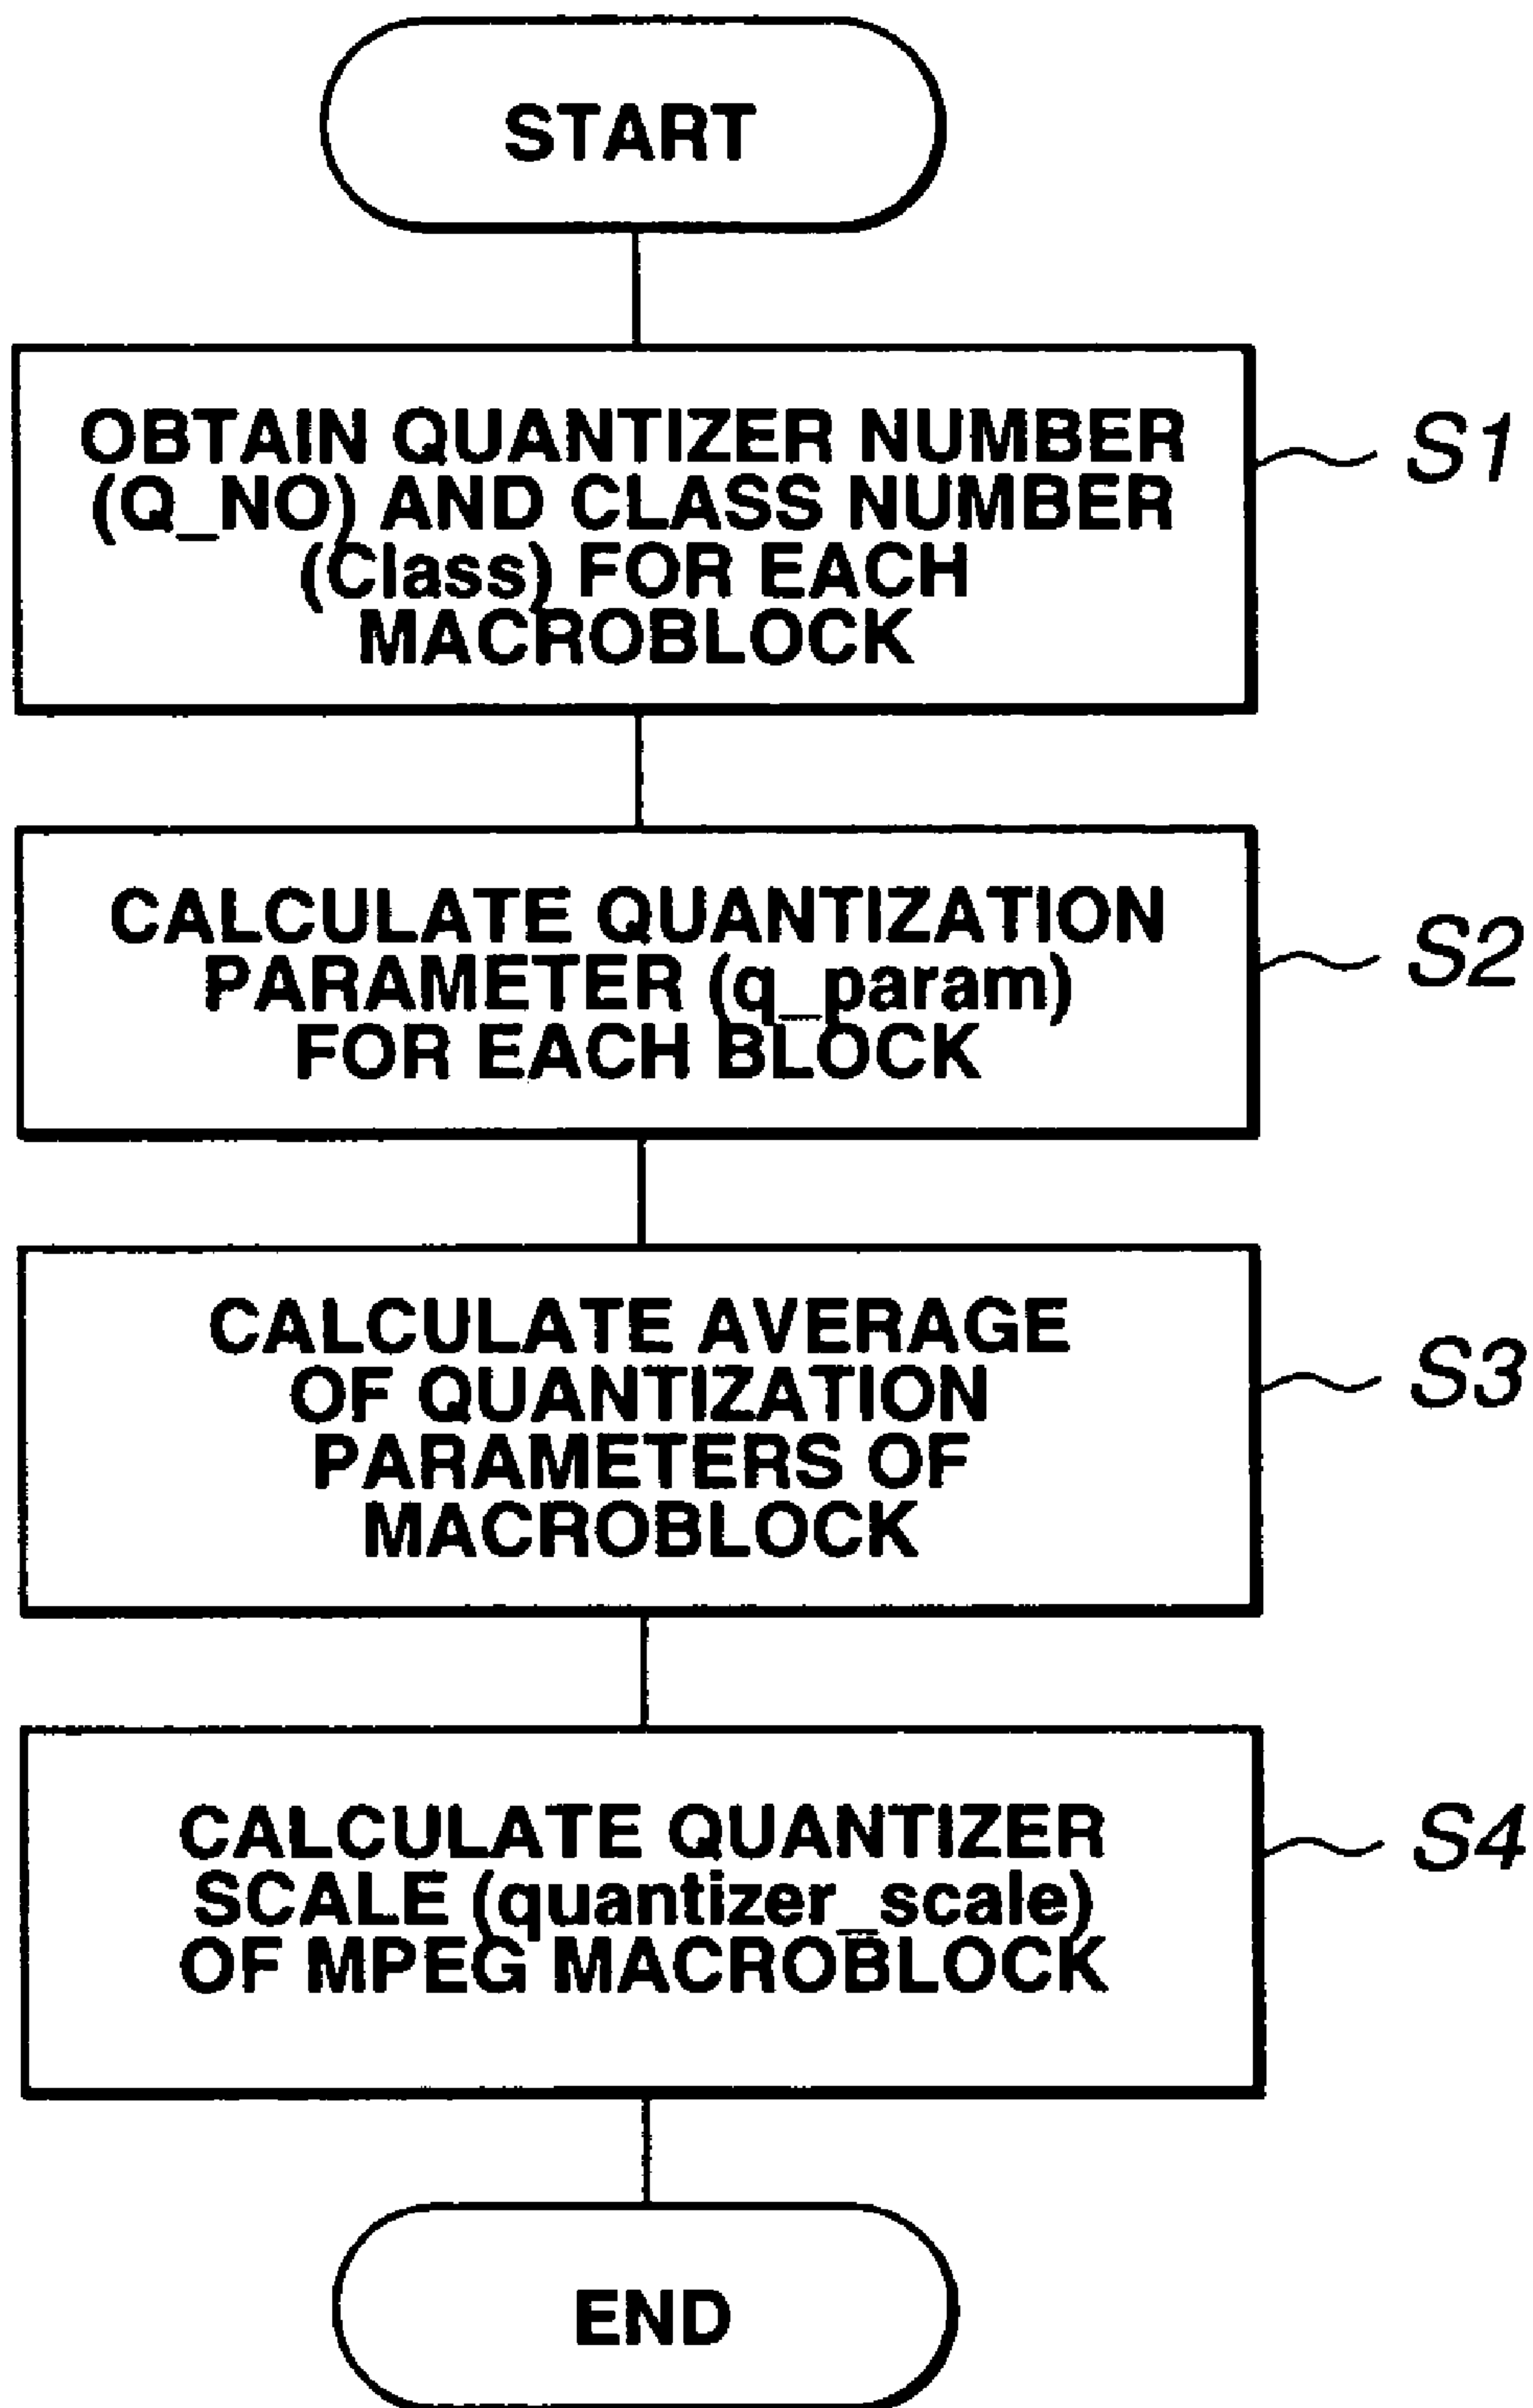 START
OBTAIN QUANTIZER NUMBER
(Q_NO) AND CLASS NUMBER
(Class) FOR EACH
MACROBLOCK
S1
CALCULATE QUANTIZATION
PARAMETER (q_param)
FOR EACH BLOCK
S2
CALCULATE AVERAGE
OF QUANTIZATION
PARAMETERS OF
MACROBLOCK
S3
CALCULATE QUANTIZER
SCALE (quantizer_scale)
OF MPEG MACROBLOCK
S4
END